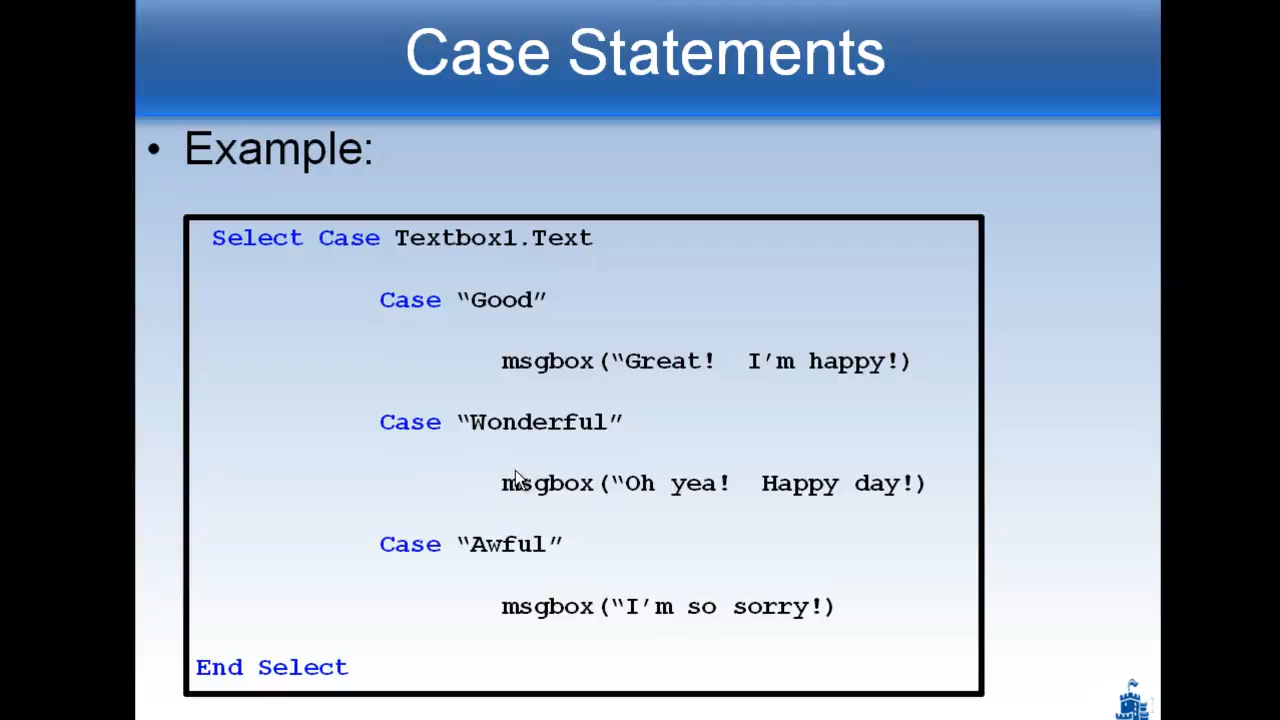 Case Statements
• Example:
Select Case Textbox1.Text
Case “Good”
msgbox(“Great!  I’m happy!)
Case “Wonderful”
msgbox(“Oh yea!  Happy day!)
Case “Awful”
msgbox(“I’m so sorry!)
End Select